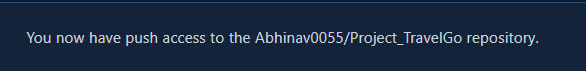 You now have push access to the Abhinav0055/Project_TravelGo repository.